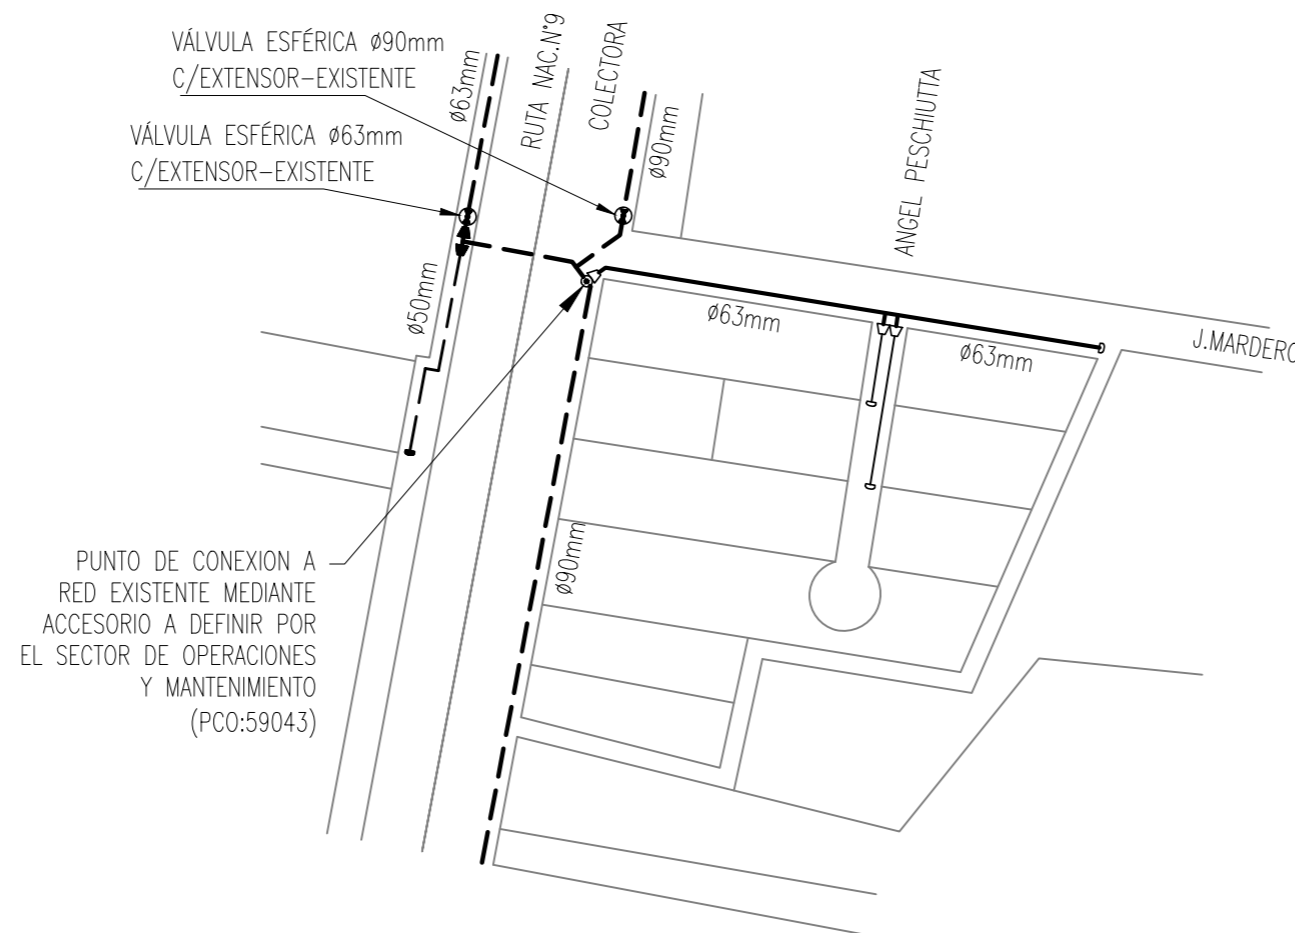 VÁLVULA ESFÉRICA Ø90mm
C/EXTENSOR-EXISTENTE
VÁLVULA ESFÉRICA Ø63mm
C/EXTENSOR-EXISTENTE
Ø63mm
RUTA NAC.N°9
COLECTORA
Ø90mm
ANGEL PESCHIUTTA
Ø50mm
Ø63mm
Ø63mm
J.MARDERO
Ø90mm
PUNTO DE CONEXION A
RED EXISTENTE MEDIANTE
ACCESORIO A DEFINIR POR
EL SECTOR DE OPERACIONES
Y MANTENIMIENTO
(PCO:59043)